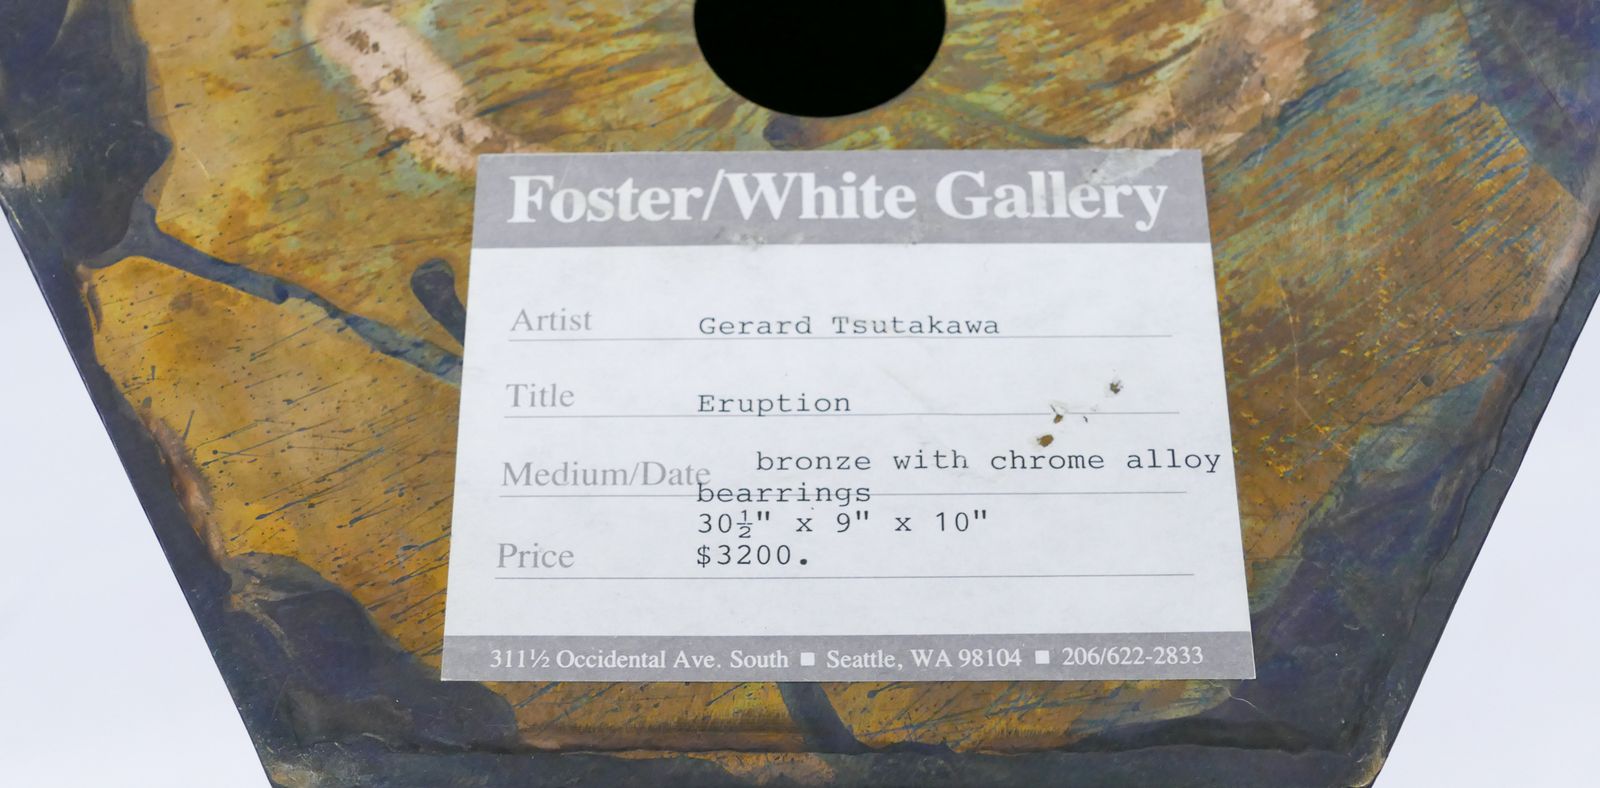 Foster/White Gallery
Artist Gerard Tsutakawa
Title Eruption
Medium/Date bronze with chrome alloy
bearrings
30½" x 9" x 10"
Price $3200.
311½ Occidental Ave. South ■ Seattle, WA 98104 ■ 206/622-2833